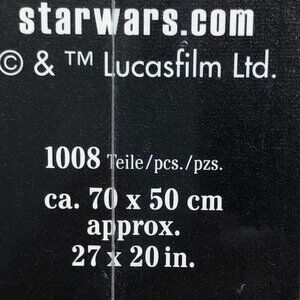 starwars.com
© & ™ Lucasfilm Ltd.
1008 Teile/pcs./pzs.
ca. 70 x 50 cm
approx.
27 x 20 in.